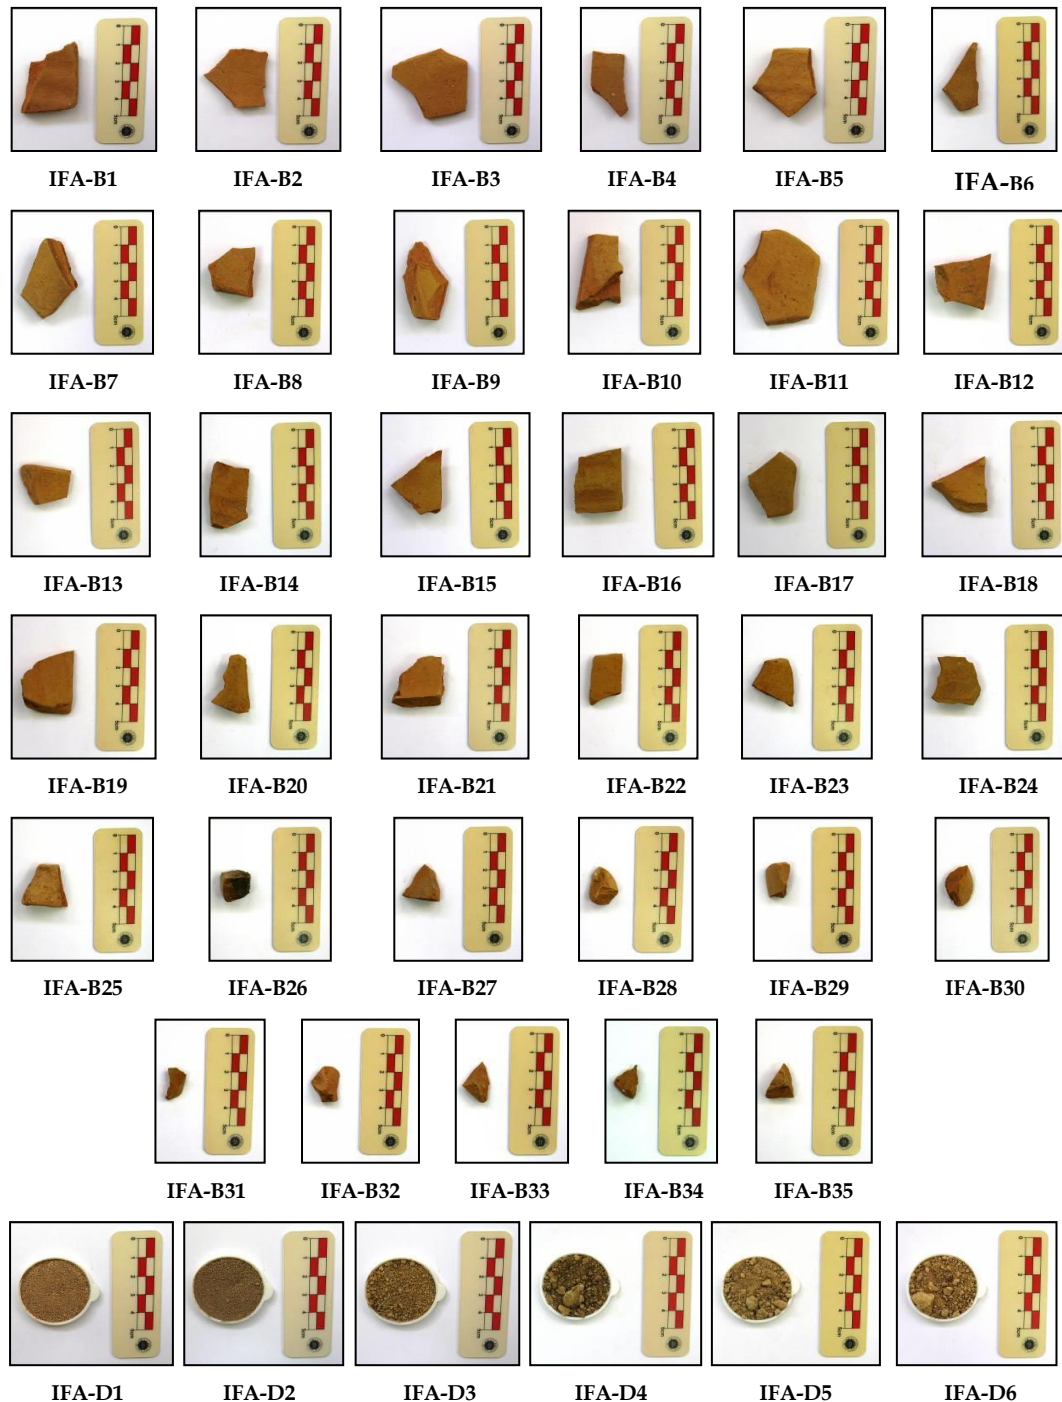 IFA-B1 IFA-B2 IFA-B3 IFA-B4 IFA-B5 IFA-B6
IFA-B7 IFA-B8 IFA-B9 IFA-B10 IFA-B11 IFA-B12
IFA-B13 IFA-B14 IFA-B15 IFA-B16 IFA-B17 IFA-B18
IFA-B19 IFA-B20 IFA-B21 IFA-B22 IFA-B23 IFA-B24
IFA-B25 IFA-B26 IFA-B27 IFA-B28 IFA-B29 IFA-B30
IFA-B31 IFA-B32 IFA-B33 IFA-B34 IFA-B35
IFA-D1 IFA-D2 IFA-D3 IFA-D4 IFA-D5 IFA-D6